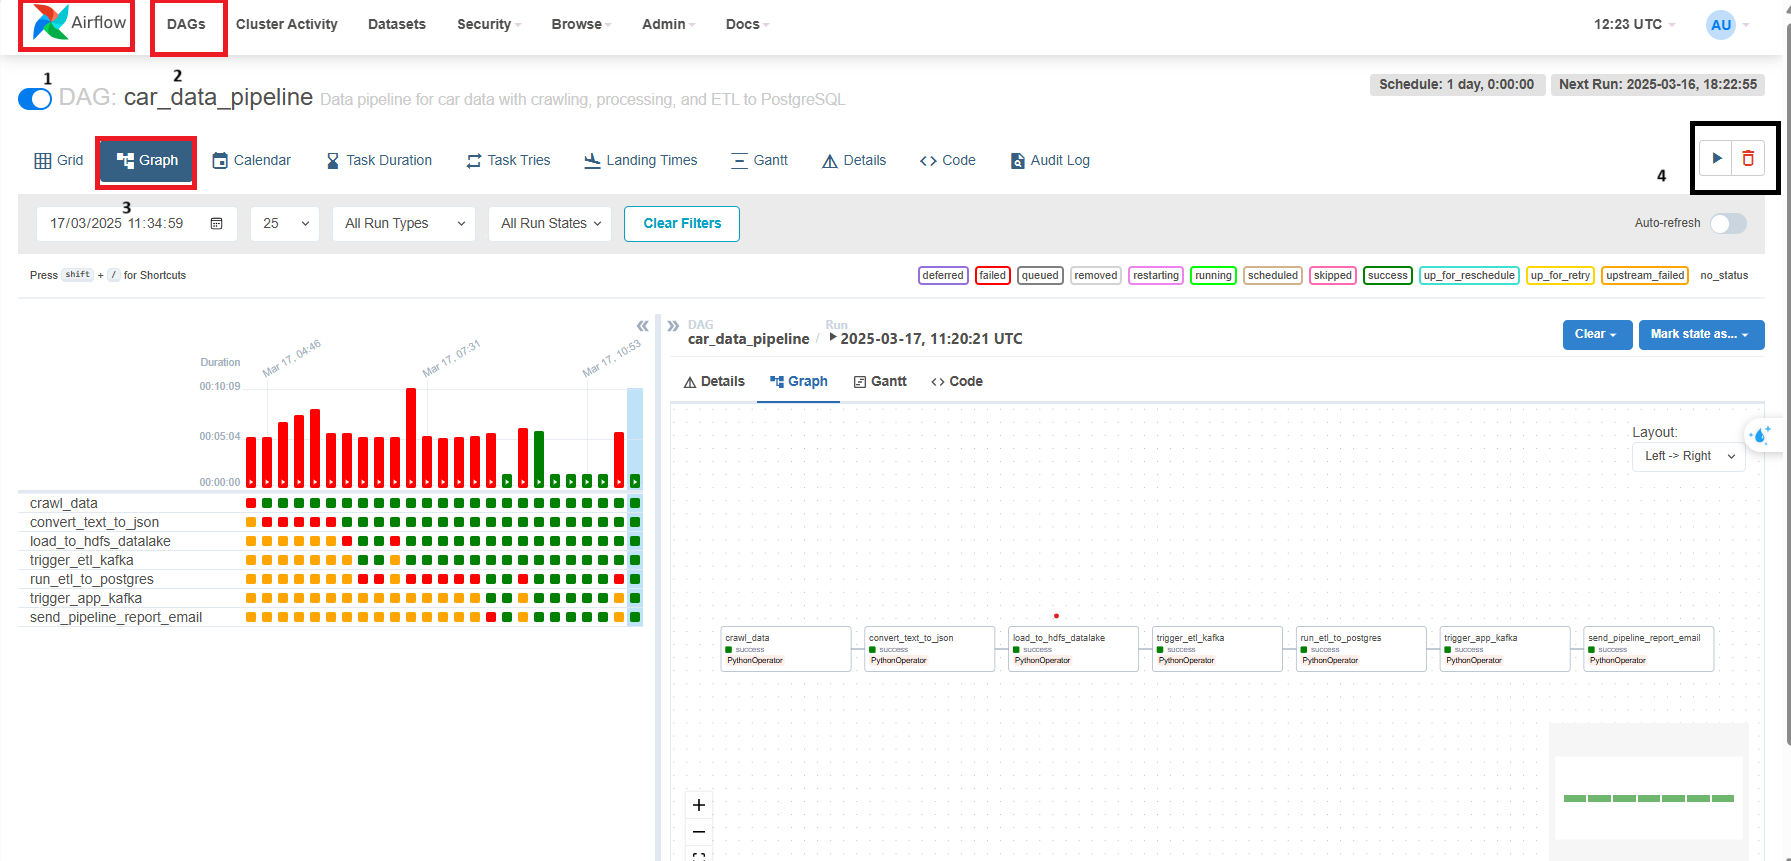 Airflow DAGs Cluster Activity Datasets Security Browse Admin Docs 12:23 UTC AU
1 2
DAG: car_data_pipeline Data pipeline for car data with crawling, processing, and ETL to PostgreSQL Schedule: 1 day, 0:00:00 Next Run: 2025-03-16, 18:22:55
Grid Graph Calendar Task Duration Task Tries Landing Times Gantt Details Code Audit Log
4
3
17/03/2025 11:34:59 25 All Run Types All Run States Clear Filters Auto-refresh
Press shift + / for Shortcuts deferred failed queued removed restarting running scheduled skipped success up_for_reschedule up_for_retry upstream_failed no_status
DAG Run
car_data_pipeline / 2025-03-17, 11:20:21 UTC Clear Mark state as...
Details Graph Gantt Code
Duration Mar 17, 04:46 Mar 17, 07:31 Mar 17, 10:53
00:10:09
00:05:04
00:00:00
crawl_data
convert_text_to_json
load_to_hdfs_datalake
trigger_etl_kafka
run_etl_to_postgres
trigger_app_kafka
send_pipeline_report_email
Layout:
Left -> Right
crawl_data
success
PythonOperator
convert_text_to_json
success
PythonOperator
load_to_hdfs_datalake
success
PythonOperator
trigger_etl_kafka
success
PythonOperator
run_etl_to_postgres
success
PythonOperator
trigger_app_kafka
success
PythonOperator
send_pipeline_report_email
success
PythonOperator